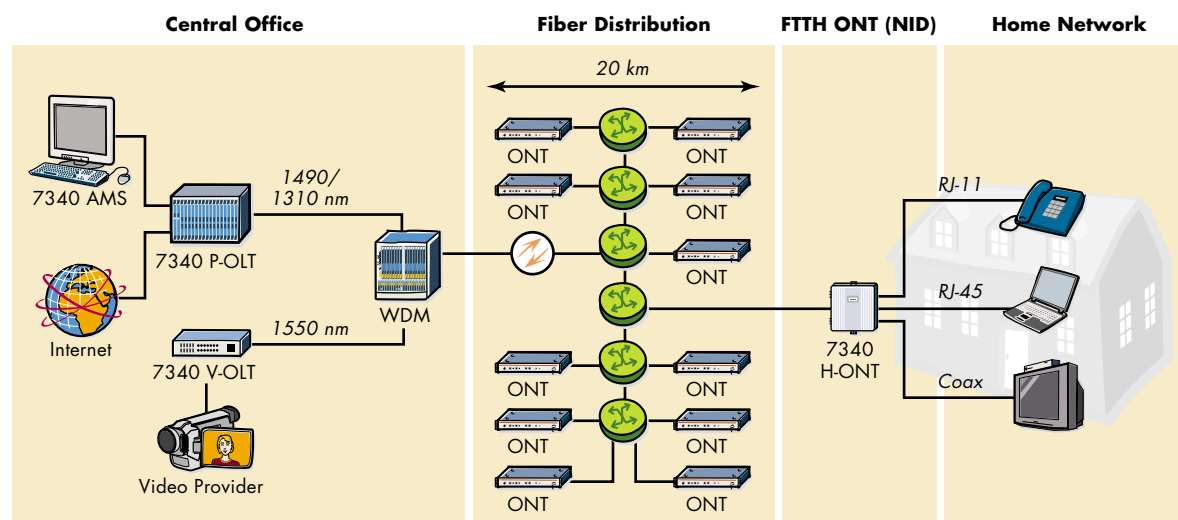 Central Office
Fiber Distribution
FTTH ONT (NID)
Home Network
20 km
7340 AMS
1490/
1310 nm
7340 P-OLT
Internet
WDM
1550 nm
7340 V-OLT
Video Provider
ONT
ONT
ONT
ONT
ONT
ONT
ONT
ONT
ONT
ONT
ONT
7340
H-ONT
RJ-11
RJ-45
Coax